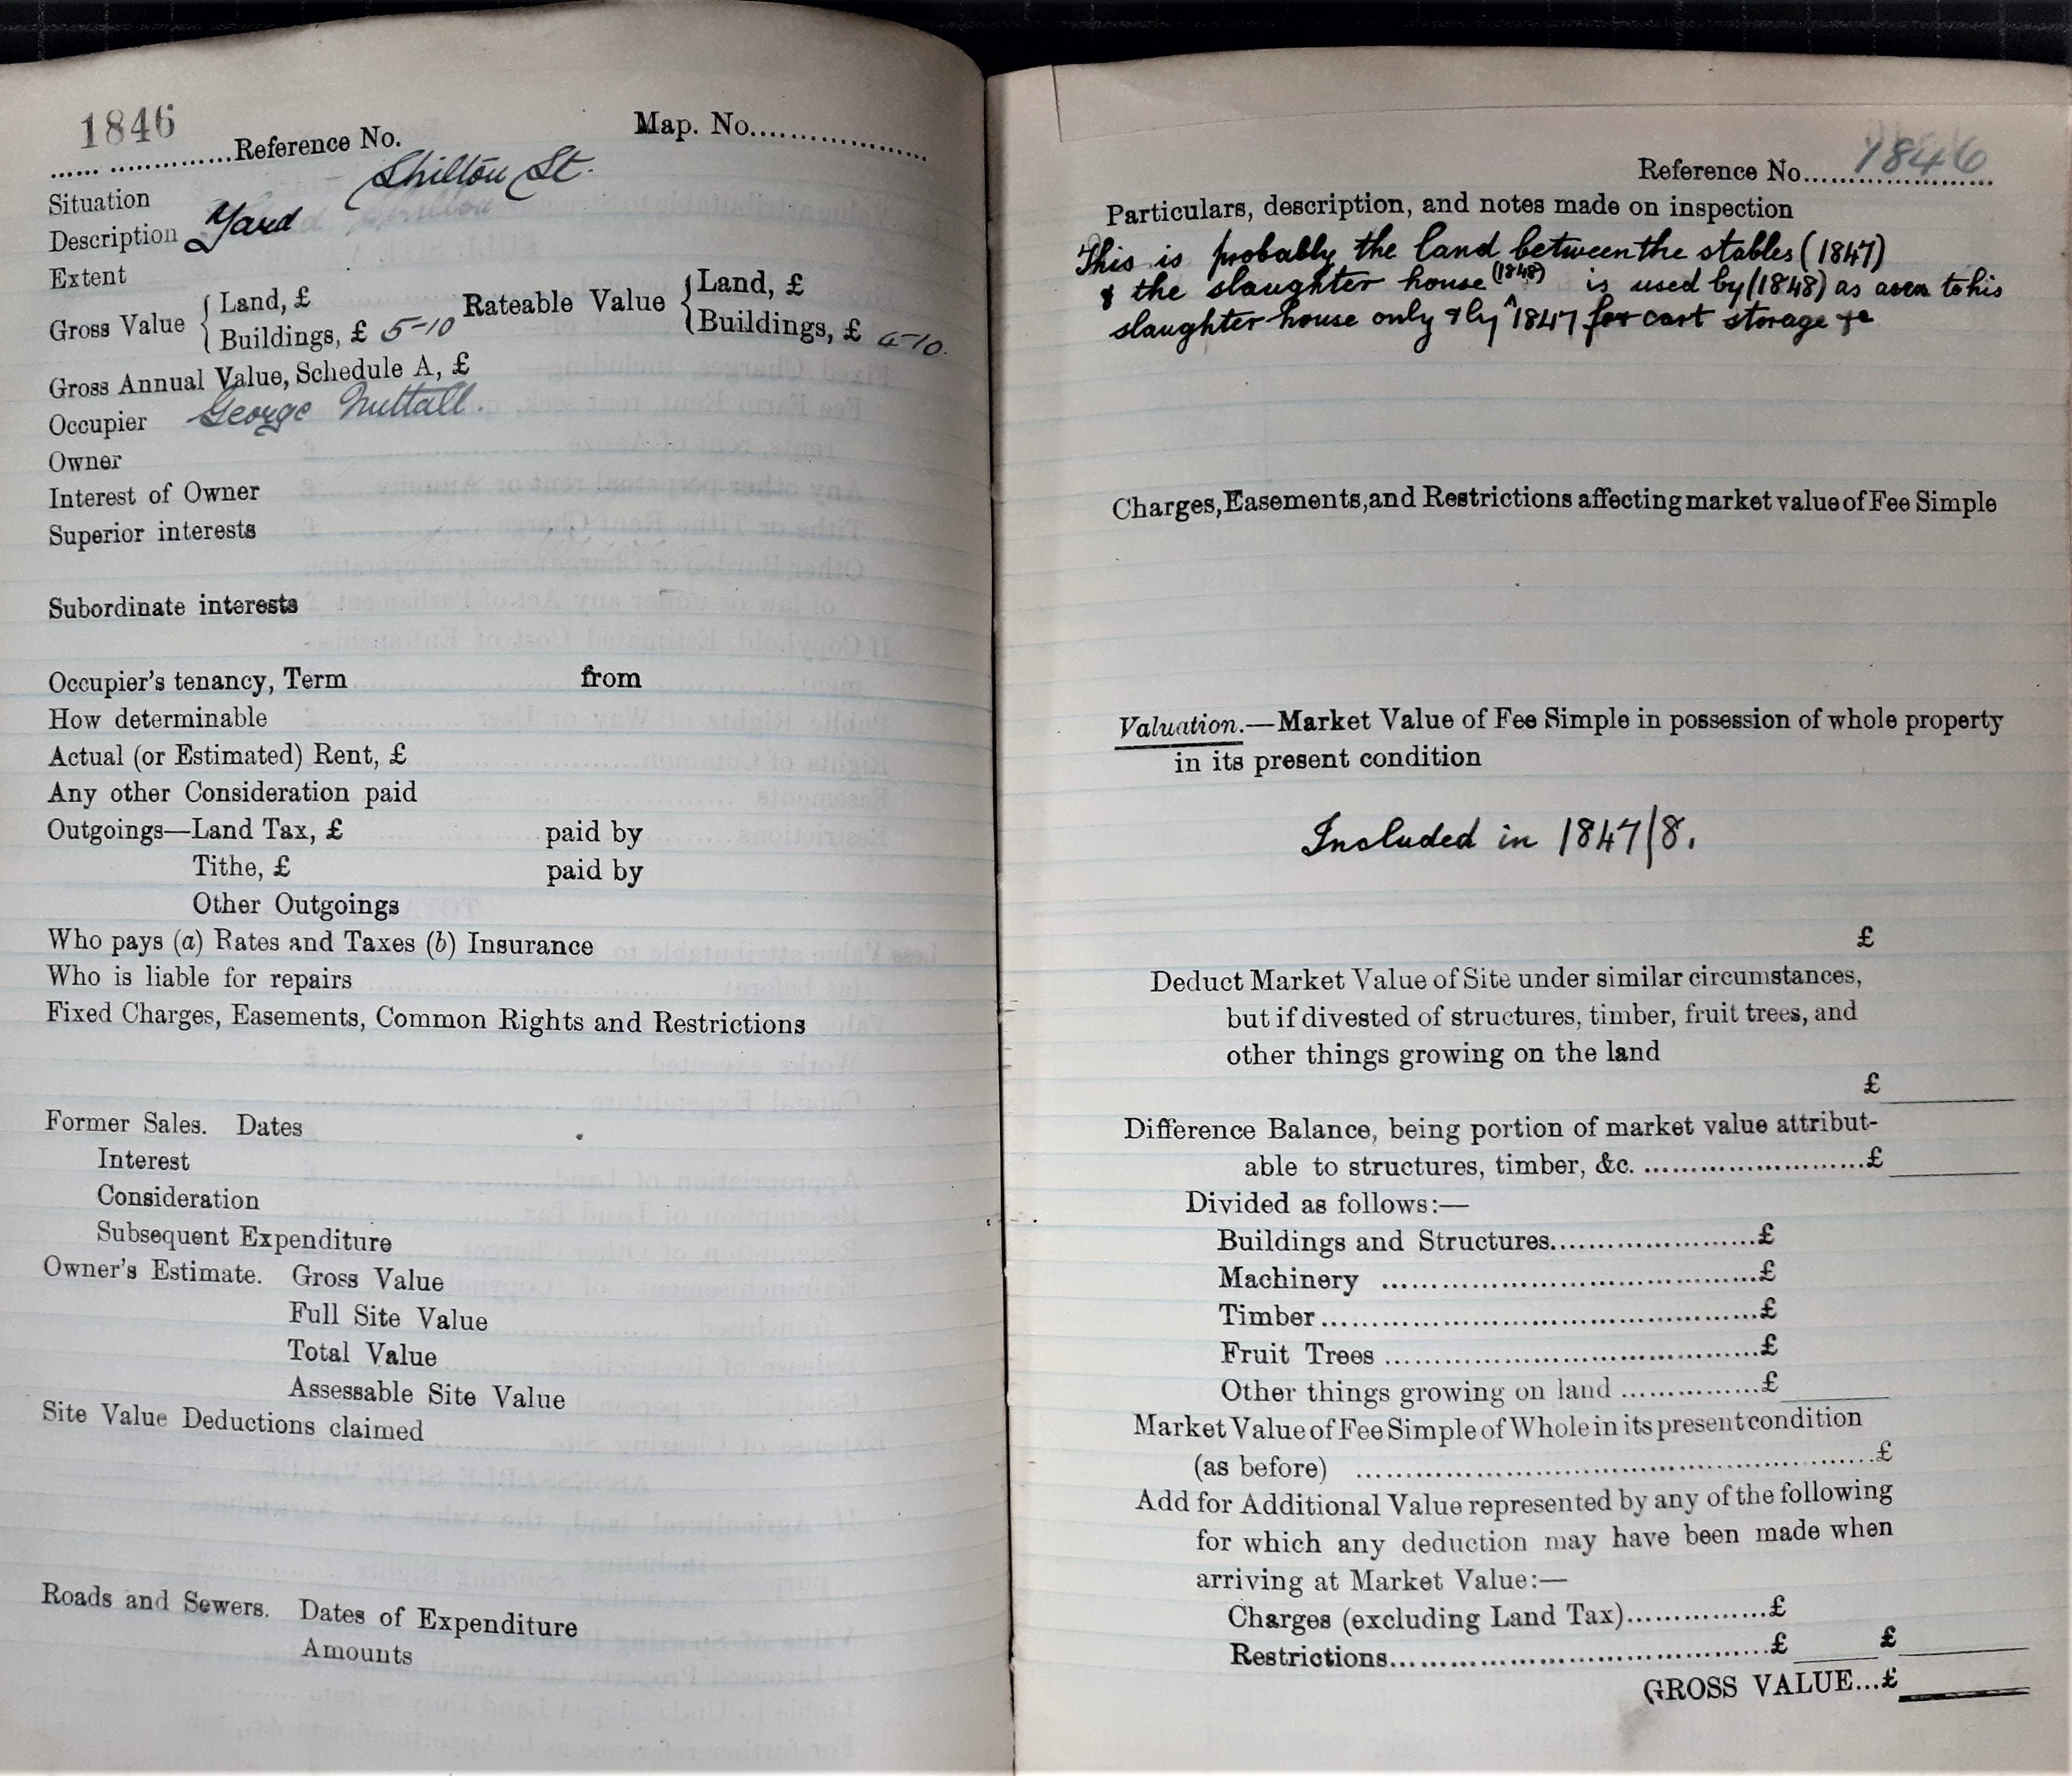 1846
...... ..............Reference No.
Map. No..................
Situation Shilton St.
Description Yard
Extent
Gross Value { Land, £
Buildings, £ 5-10
Rateable Value { Land, £
Buildings, £ 4-10.
Gross Annual Value, Schedule A, £
Occupier George Nuttall.
Owner
Interest of Owner
Superior interests
Subordinate interests
Occupier's tenancy, Term from
How determinable
Actual (or Estimated) Rent, £
Any other Consideration paid
Outgoings—Land Tax, £ paid by
Tithe, £ paid by
Other Outgoings
Who pays (a) Rates and Taxes (b) Insurance
Who is liable for repairs
Fixed Charges, Easements, Common Rights and Restrictions
Former Sales. Dates
Interest
Consideration
Subsequent Expenditure
Owner's Estimate. Gross Value
Full Site Value
Total Value
Assessable Site Value
Site Value Deductions claimed
Roads and Sewers. Dates of Expenditure
Amounts
Reference No. 1846
Particulars, description, and notes made on inspection
This is probably the land between the stables (1847)
& the slaughter house (1848) is used by (1848) as to his
slaughter house only & by 1847 for cart storage &c
Charges, Easements, and Restrictions affecting market value of Fee Simple
Valuation.—Market Value of Fee Simple in possession of whole property
in its present condition
Included in 1847/8.
£
Deduct Market Value of Site under similar circumstances,
but if divested of structures, timber, fruit trees, and
other things growing on the land
£
Difference Balance, being portion of market value attribut-
able to structures, timber, &c. ..........................£
Divided as follows:—
Buildings and Structures........................£
Machinery ............................................£
Timber...................................................£
Fruit Trees ............................................£
Other things growing on land ................£
Market Value of Fee Simple of Whole in its present condition
(as before) ..............................................................£
Add for Additional Value represented by any of the following
for which any deduction may have been made when
arriving at Market Value:—
Charges (excluding Land Tax)................£
Restrictions............................................£ £
GROSS VALUE...£